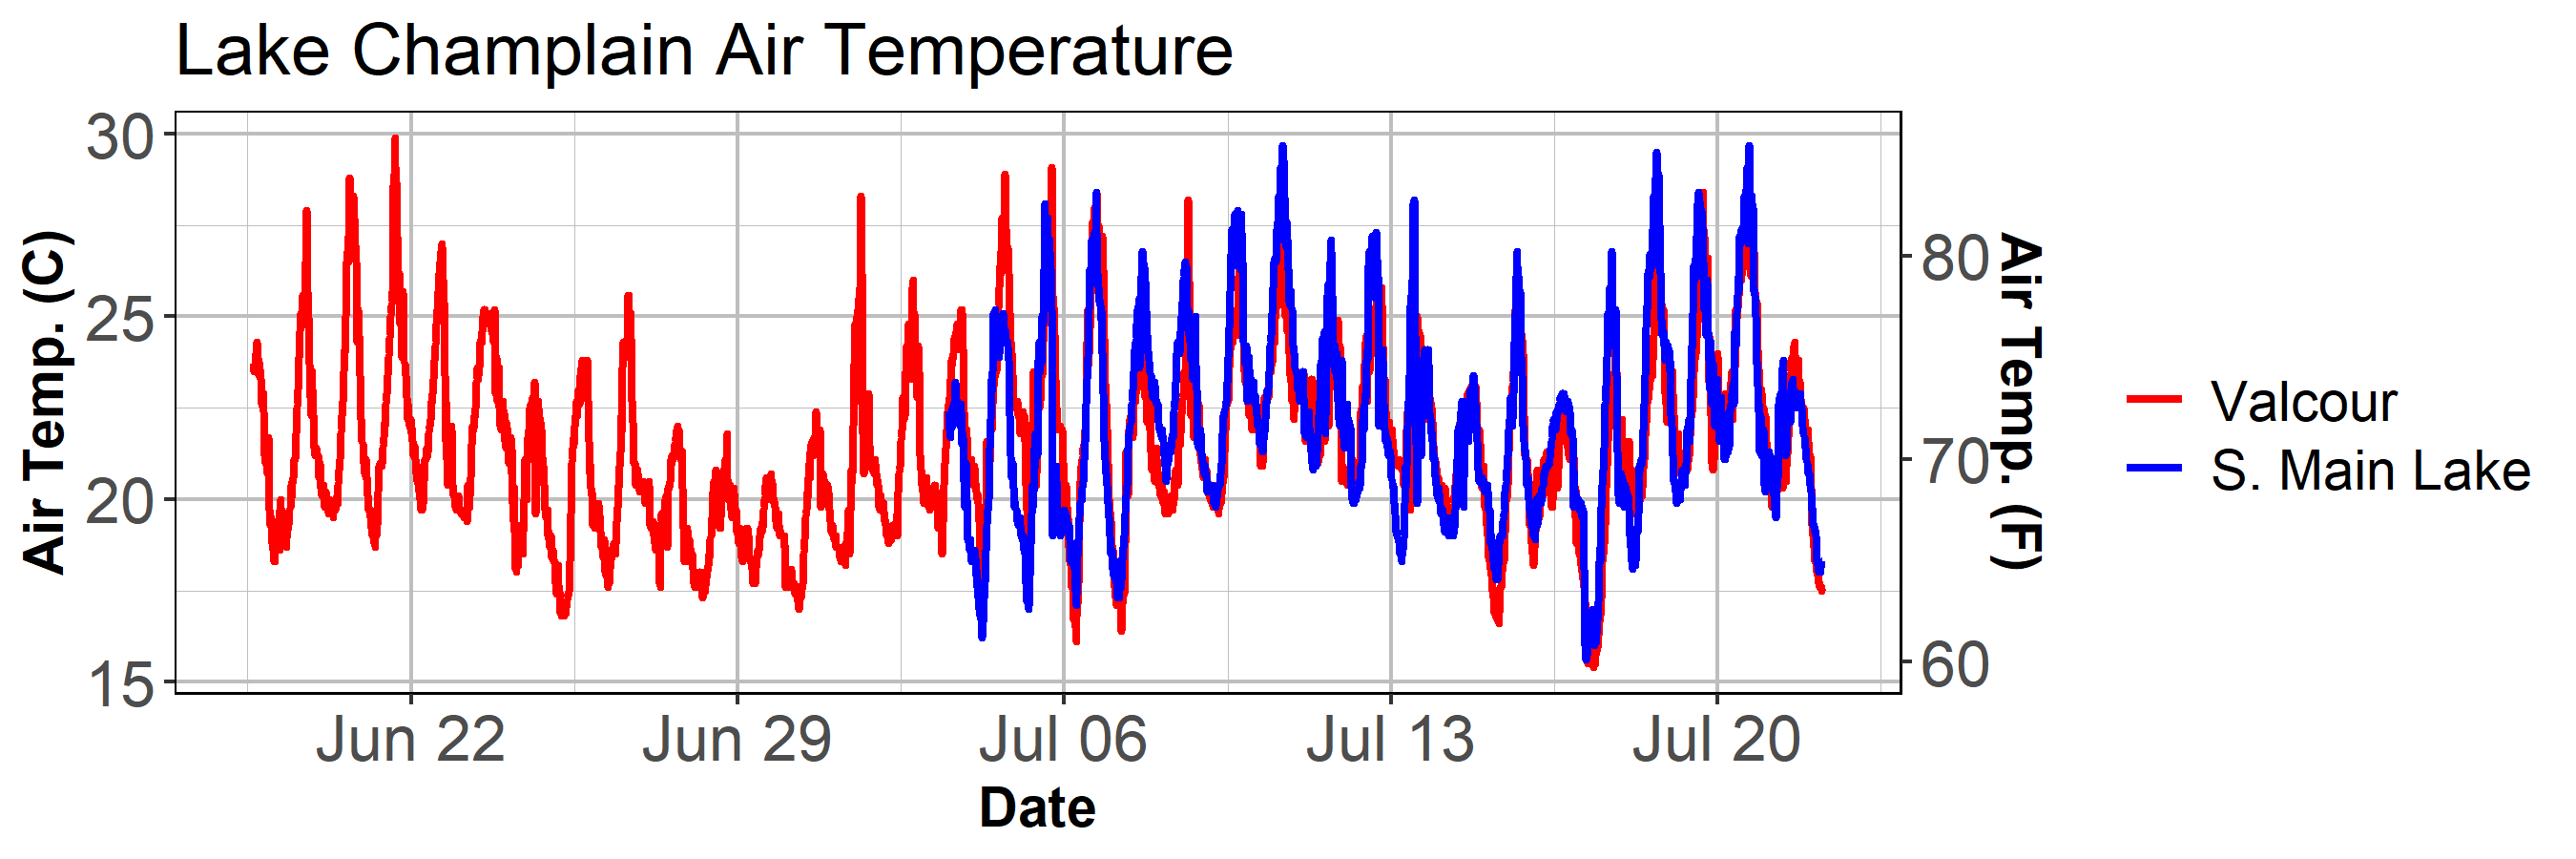 Lake Champlain Air Temperature
Air Temp. (C)
30
25
20
15
Air Temp. (F)
80
70
60
Jun 22
Jun 29
Jul 06
Jul 13
Jul 20
Date
Valcour
S. Main Lake